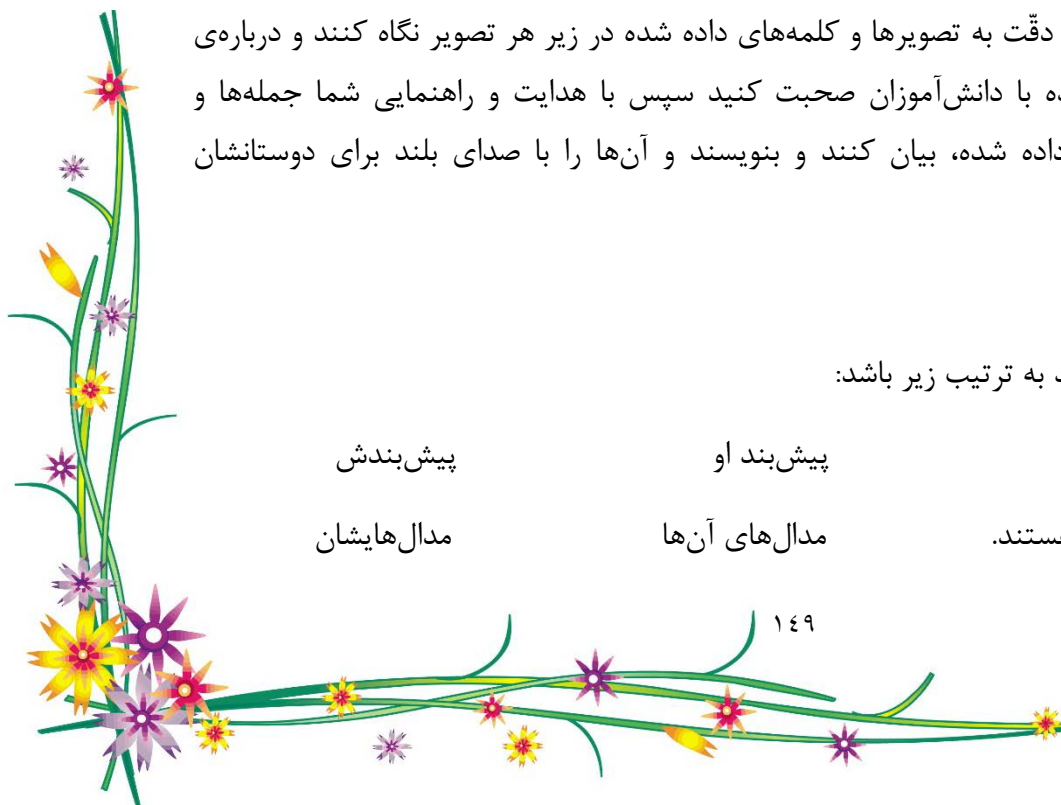 دقّت به تصویرها و کلمه‌های داده شده در زیر هر تصویر نگاه کنند و درباره‌ی
با دانش‌آموزان صحبت کنید سپس با هدایت و راهنمایی شما جمله‌ها و
داده شده، بیان کنند و بنویسند و آن‌ها را با صدای بلند برای دوستانشان
به ترتیب زیر باشد:
پیش‌بند او پیش‌بندش
هستند. مدال‌های آن‌ها مدال‌هایشان
١٤٩